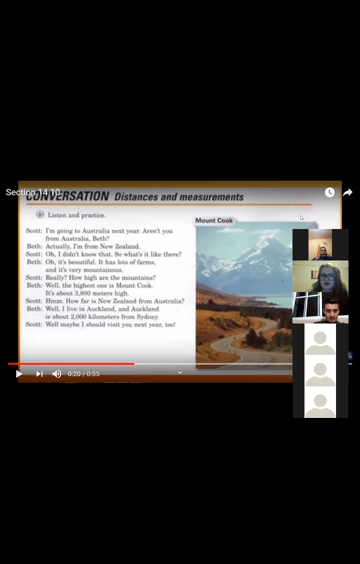 Section 14 10
CONVERSATION Distances and measurements
Listen and practice.
Mount Cook
Scott: I'm going to Australia next year. Aren't you
from Australia, Beth?
Beth: Actually, I'm from New Zealand.
Scott: Oh, I didn't know that. So what's it like there?
Beth: Oh, it's beautiful. It has lots of farms,
and it's very mountainous.
Scott: Really? How high are the mountains?
Beth: Well, the highest one is Mount Cook.
It's about 3,800 meters high.
Scott: Hmm. How far is New Zealand from Australia?
Beth: Well, I live in Auckland, and Auckland
is about 2,000 kilometers from Sydney.
Scott: Well maybe I should visit you next year, too!
0:20 / 0:55